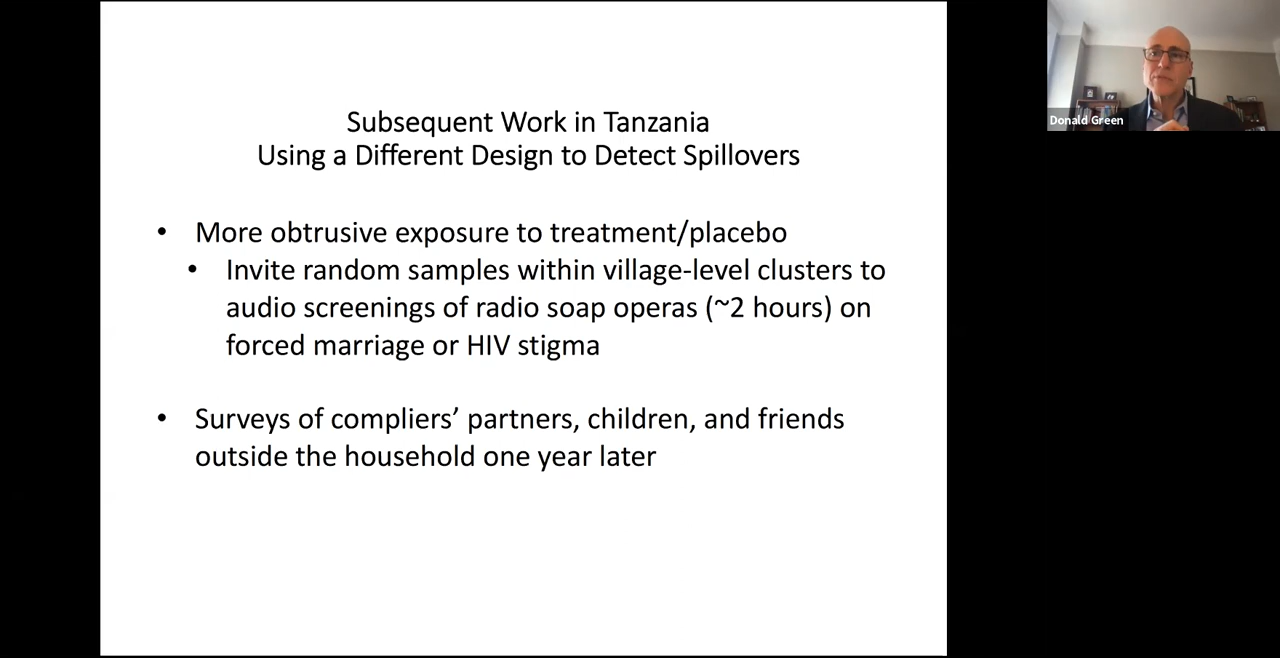 Subsequent Work in Tanzania
Using a Different Design to Detect Spillovers
• More obtrusive exposure to treatment/placebo
• Invite random samples within village-level clusters to
audio screenings of radio soap operas (~2 hours) on
forced marriage or HIV stigma
• Surveys of compliers’ partners, children, and friends
outside the household one year later
Donald Green